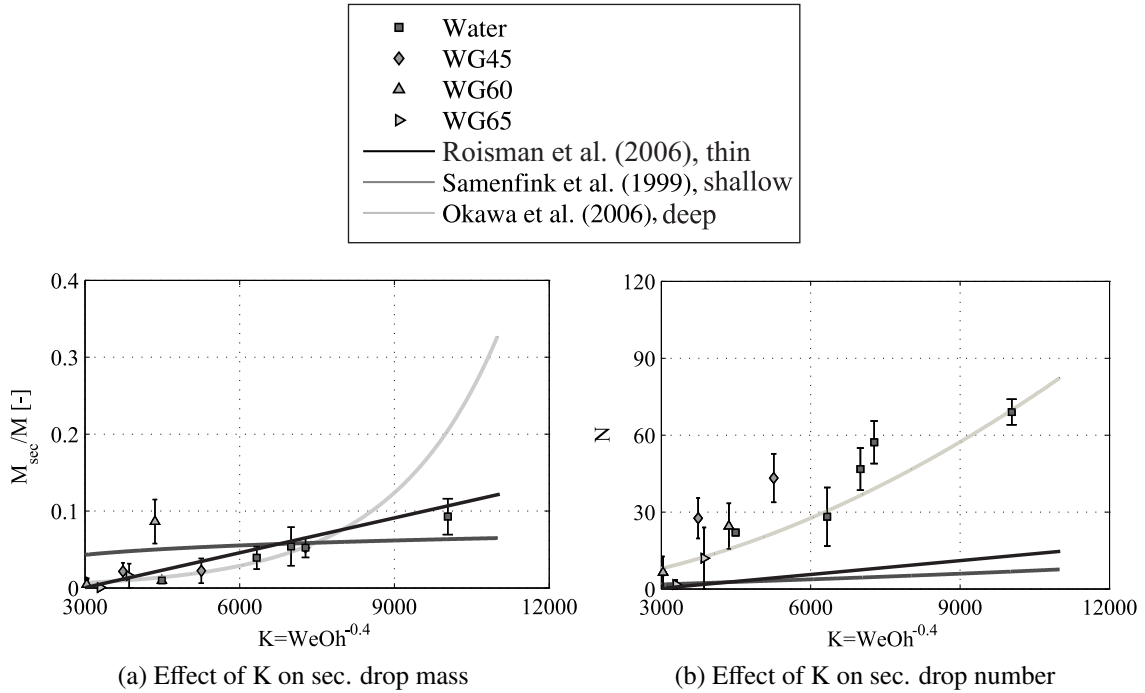 Water
WG45
WG60
WG65
Roisman et al. (2006), thin
Samenfink et al. (1999), shallow
Okawa et al. (2006), deep
0.4
0.3
0.2
0.1
0
3000 6000 9000 12000
M_sec/M [-]
K=WeOh^-0.4
(a) Effect of K on sec. drop mass
120
90
60
30
0
3000 6000 9000 12000
N
K=WeOh^-0.4
(b) Effect of K on sec. drop number